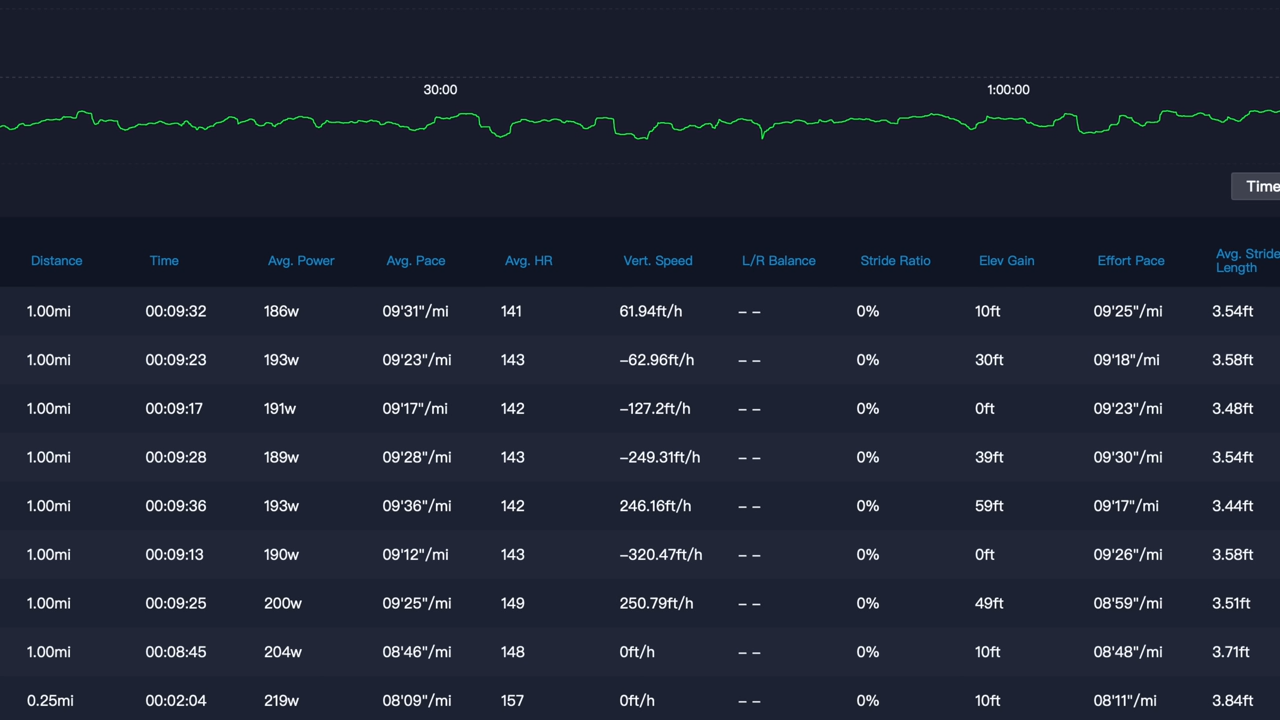 30:00 1:00:00
Time
Distance Time Avg. Power Avg. Pace Avg. HR Vert. Speed L/R Balance Stride Ratio Elev Gain Effort Pace Avg. Stride Length
1.00mi 00:09:32 186w 09'31"/mi 141 61.94ft/h – – 0% 10ft 09'25"/mi 3.54ft
1.00mi 00:09:23 193w 09'23"/mi 143 –62.96ft/h – – 0% 30ft 09'18"/mi 3.58ft
1.00mi 00:09:17 191w 09'17"/mi 142 –127.2ft/h – – 0% 0ft 09'23"/mi 3.48ft
1.00mi 00:09:28 189w 09'28"/mi 143 –249.31ft/h – – 0% 39ft 09'30"/mi 3.54ft
1.00mi 00:09:36 193w 09'36"/mi 142 246.16ft/h – – 0% 59ft 09'17"/mi 3.44ft
1.00mi 00:09:13 190w 09'12"/mi 143 –320.47ft/h – – 0% 0ft 09'26"/mi 3.58ft
1.00mi 00:09:25 200w 09'25"/mi 149 250.79ft/h – – 0% 49ft 08'59"/mi 3.51ft
1.00mi 00:08:45 204w 08'46"/mi 148 0ft/h – – 0% 10ft 08'48"/mi 3.71ft
0.25mi 00:02:04 219w 08'09"/mi 157 0ft/h – – 0% 10ft 08'11"/mi 3.84ft